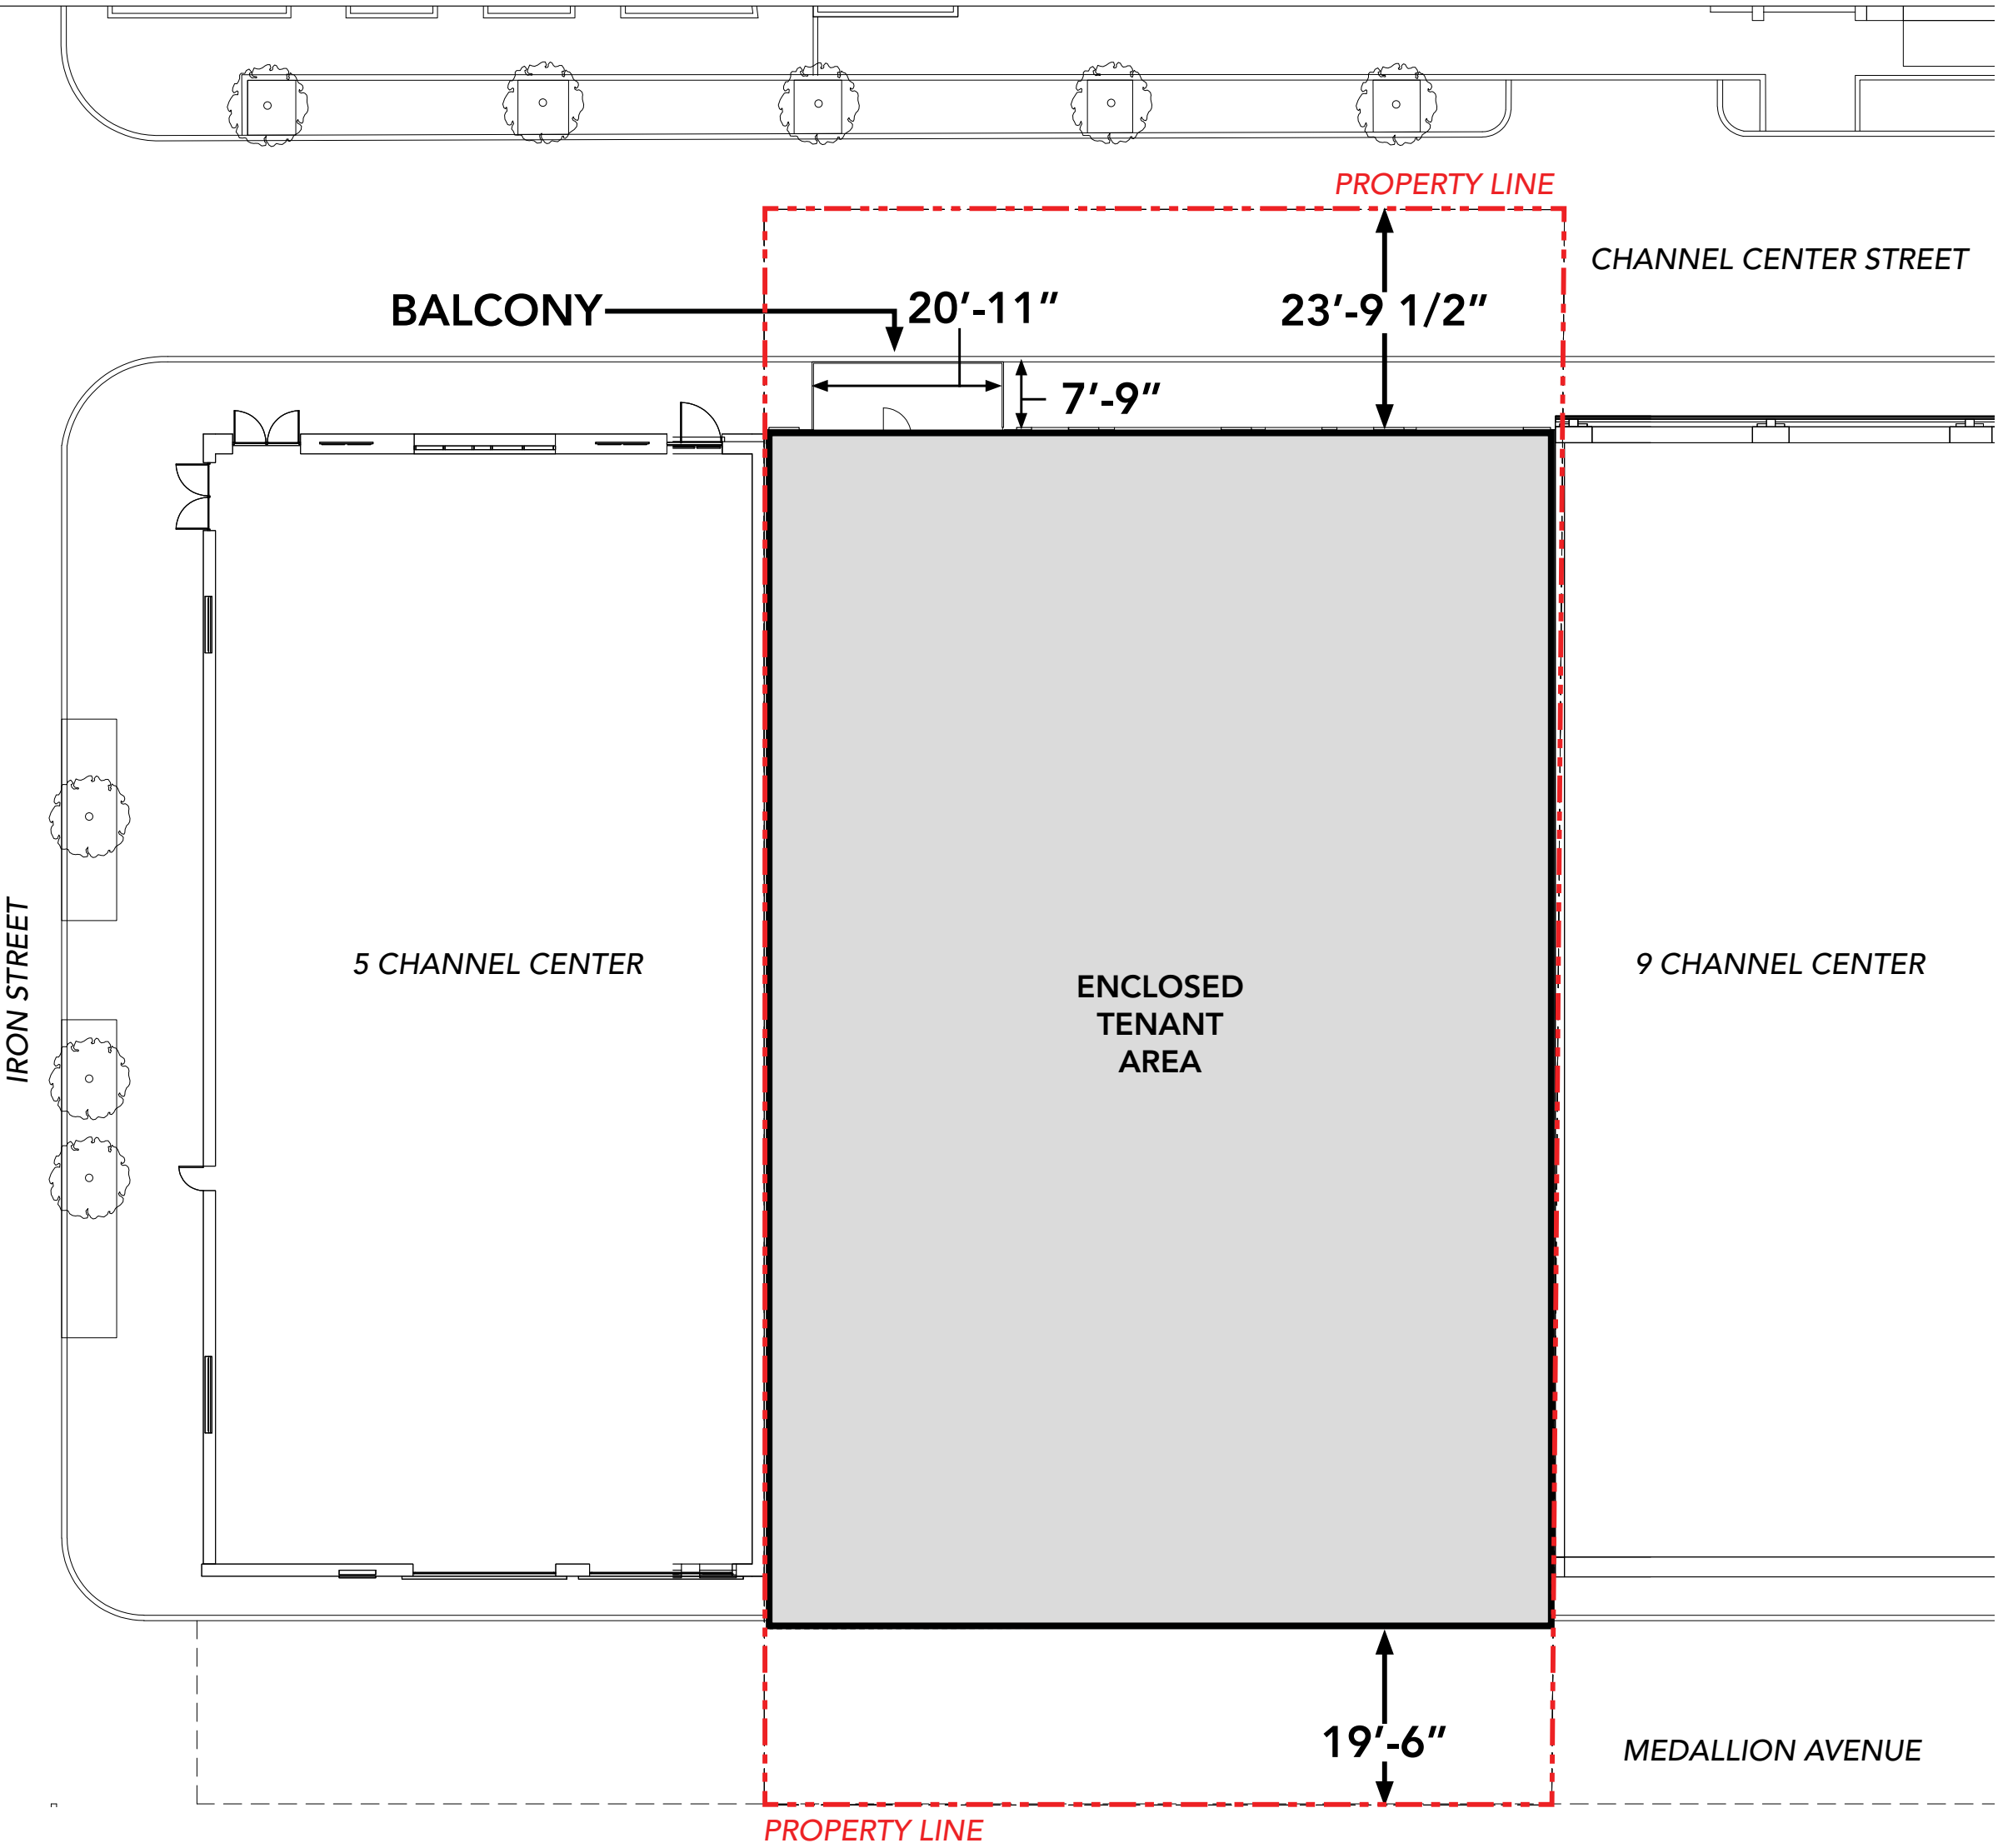 PROPERTY LINE
CHANNEL CENTER STREET
BALCONY
20′-11″
23′-9 1/2″
7′-9″
5 CHANNEL CENTER
9 CHANNEL CENTER
IRON STREET
ENCLOSED
TENANT
AREA
19′-6″
MEDALLION AVENUE
PROPERTY LINE